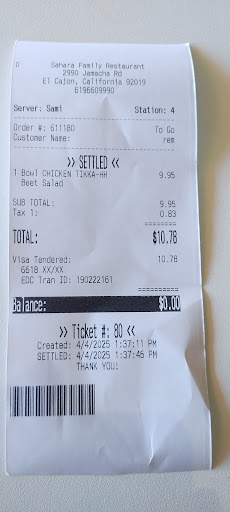 Sahara Family Restaurant
2990 Jamacha Rd
El Cajon, California 92019
6196609990
Server: Sami Station: 4
Order #: 611180 To Go
Customer Name: rem
>> SETTLED <<
1 Bowl CHICKEN TIKKA-HH 9.95
Beet Salad
SUB TOTAL: 9.95
Tax 1: 0.83
========
TOTAL: $10.78
Visa Tendered: 10.78
6618 XX/XX
EDC Tran ID: 190222161
==========
Balance: $0.00
>> Ticket #: 80 <<
Created: 4/4/2025 1:37:11 PM
SETTLED: 4/4/2025 1:37:46 PM
THANK YOU!